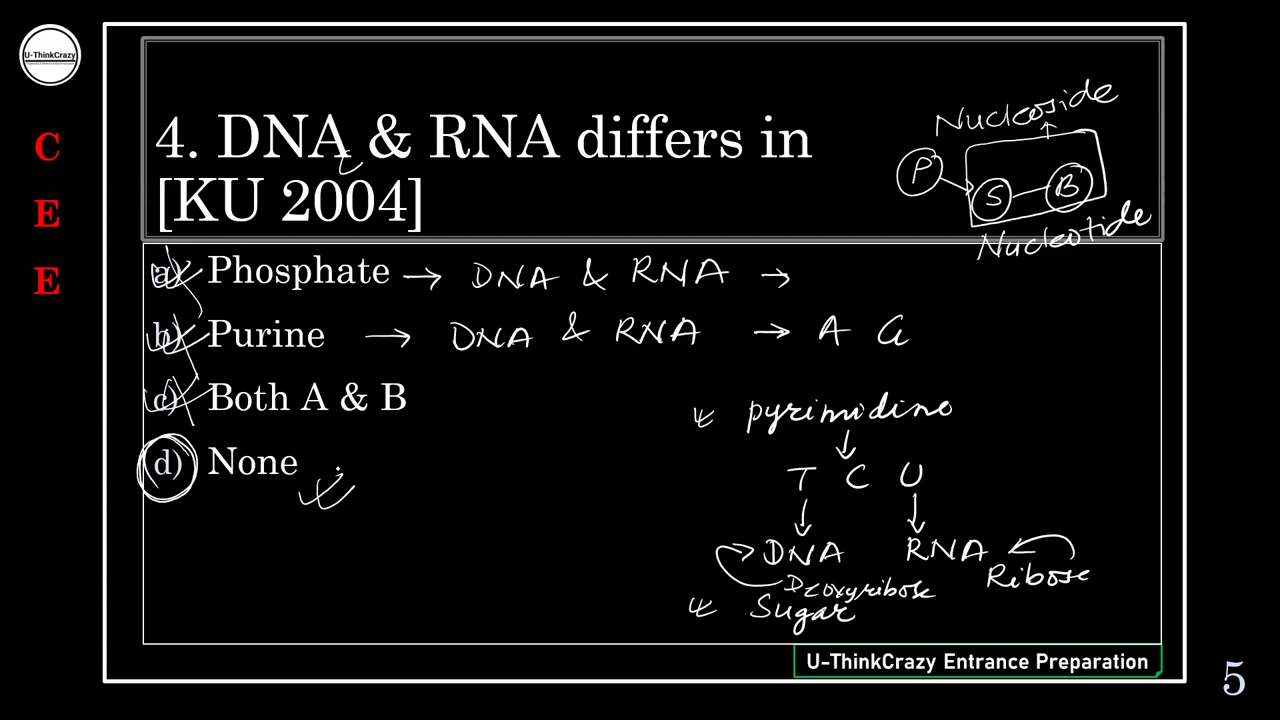 U-ThinkCrazy
C
E
E
4. DNA & RNA differs in
[KU 2004]
Nucleoside
P
S
B
Nucleotide
a) Phosphate → DNA & RNA →
b) Purine → DNA & RNA → A G
c) Both A & B
d) None
pyrimidine
T C U
DNA RNA
Deoxyribose Ribose
Sugar
U-ThinkCrazy Entrance Preparation
5